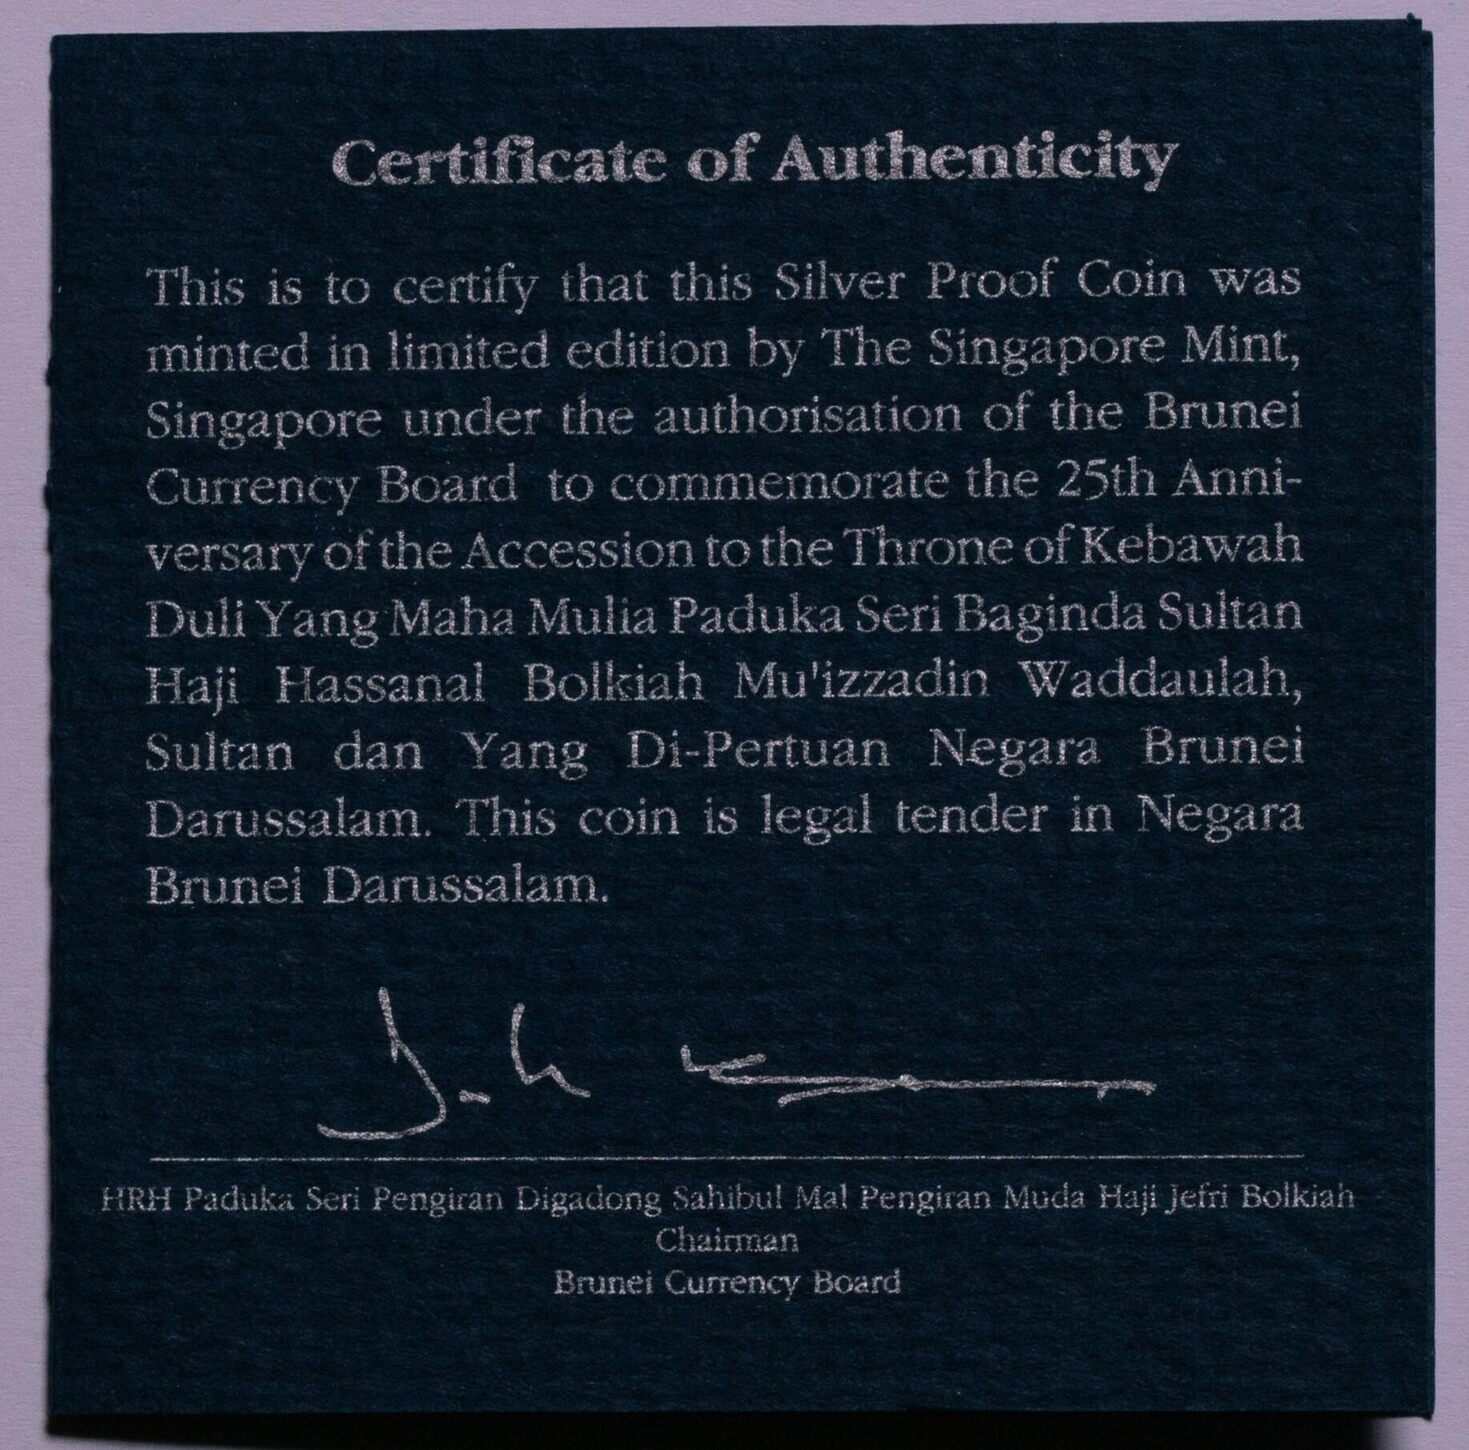 Certificate of Authenticity
This is to certify that this Silver Proof Coin was
minted in limited edition by The Singapore Mint,
Singapore under the authorisation of the Brunei
Currency Board to commemorate the 25th Anni-
versary of the Accession to the Throne of Kebawah
Duli Yang Maha Mulia Paduka Seri Baginda Sultan
Haji Hassanal Bolkiah Mu'izzadin Waddaulah,
Sultan dan Yang Di-Pertuan Negara Brunei
Darussalam. This coin is legal tender in Negara
Brunei Darussalam.
HRH Paduka Seri Pengiran Digadong Sahibul Mal Pengiran Muda Haji Jefri Bolkiah
Chairman
Brunei Currency Board